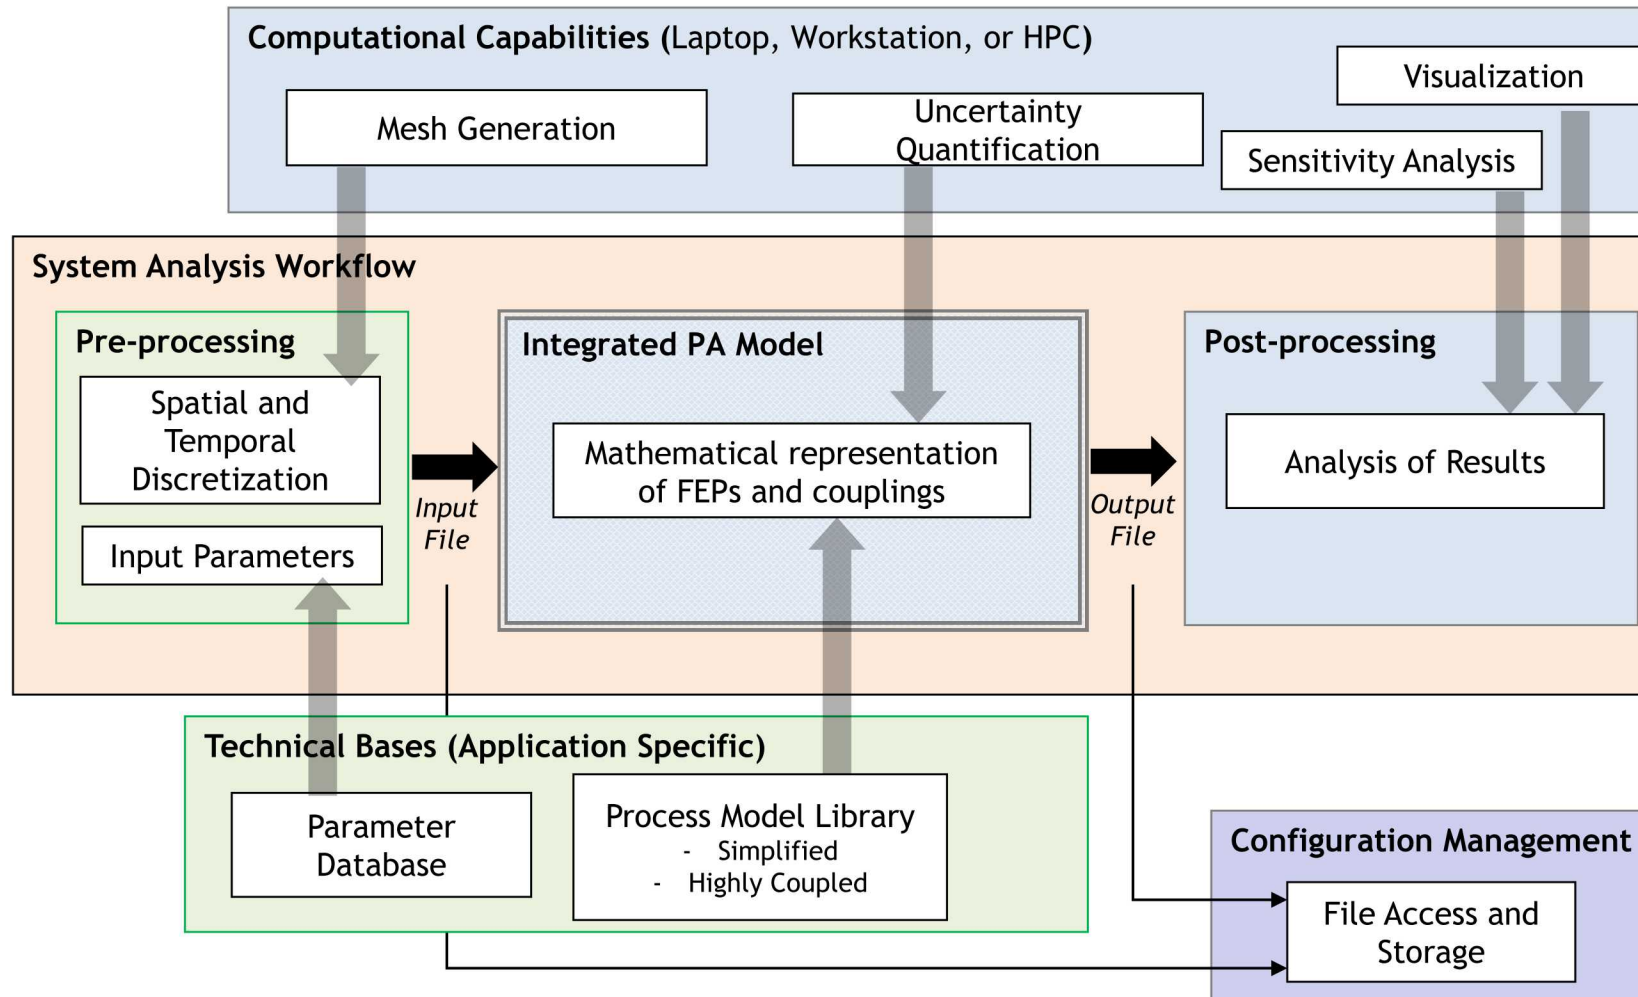 Computational Capabilities (Laptop, Workstation, or HPC)
Mesh Generation
Uncertainty
Quantification
Visualization
Sensitivity Analysis
System Analysis Workflow
Pre-processing
Spatial and
Temporal
Discretization
Input Parameters
Input
File
Integrated PA Model
Mathematical representation
of FEPs and couplings
Output
File
Post-processing
Analysis of Results
Technical Bases (Application Specific)
Parameter
Database
Process Model Library
- Simplified
- Highly Coupled
Configuration Management
File Access and
Storage